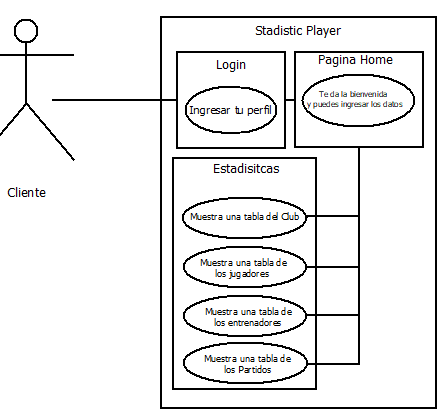 Stadistic Player
Login
Pagina Home
Ingresar tu perfil
Te da la bienvenida
y puedes ingresar los datos
Cliente
Estadisitcas
Muestra una tabla del Club
Muestra una tabla de
los jugadores
Muestra una tabla de
los entrenadores
Muestra una tabla de
los Partidos